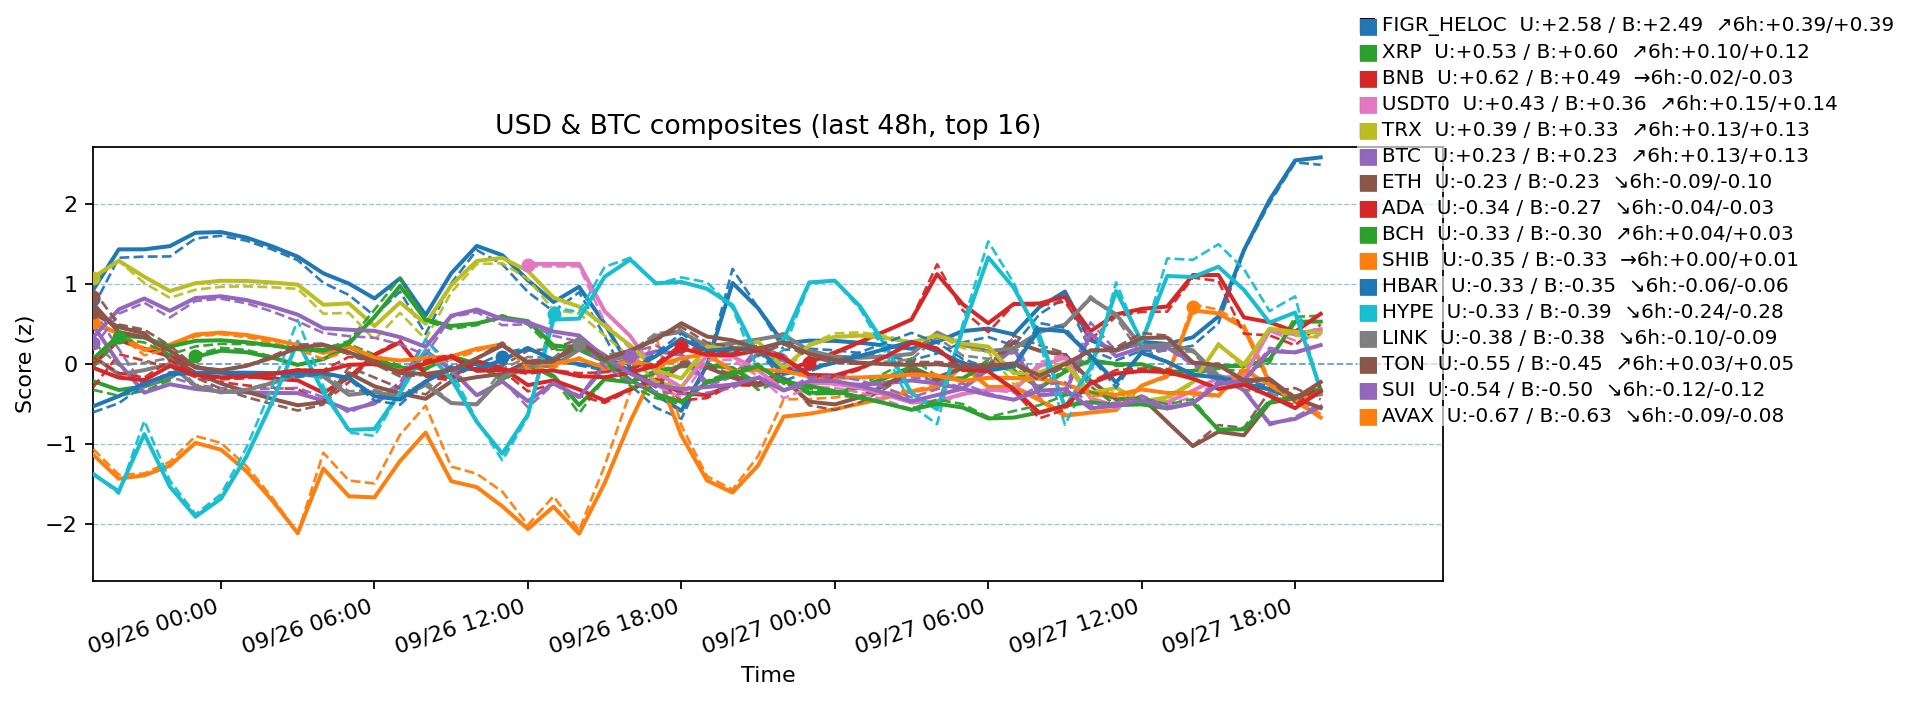 FIGR_HELOC U:+2.58 / B:+2.49 ↗6h:+0.39/+0.39
XRP U:+0.53 / B:+0.60 ↗6h:+0.10/+0.12
BNB U:+0.62 / B:+0.49 →6h:-0.02/-0.03
USDT0 U:+0.43 / B:+0.36 ↗6h:+0.15/+0.14
TRX U:+0.39 / B:+0.33 ↗6h:+0.13/+0.13
BTC U:+0.23 / B:+0.23 ↗6h:+0.13/+0.13
ETH U:-0.23 / B:-0.23 ↘6h:-0.09/-0.10
ADA U:-0.34 / B:-0.27 ↘6h:-0.04/-0.03
BCH U:-0.33 / B:-0.30 ↗6h:+0.04/+0.03
SHIB U:-0.35 / B:-0.33 →6h:+0.00/+0.01
HBAR U:-0.33 / B:-0.35 ↘6h:-0.06/-0.06
HYPE U:-0.33 / B:-0.39 ↘6h:-0.24/-0.28
LINK U:-0.38 / B:-0.38 ↘6h:-0.10/-0.09
TON U:-0.55 / B:-0.45 ↗6h:+0.03/+0.05
SUI U:-0.54 / B:-0.50 ↘6h:-0.12/-0.12
AVAX U:-0.67 / B:-0.63 ↘6h:-0.09/-0.08
USD & BTC composites (last 48h, top 16)
Score (z)
2
1
0
−1
−2
09/26 00:00
09/26 06:00
09/26 12:00
09/26 18:00
09/27 00:00
09/27 06:00
09/27 12:00
09/27 18:00
Time